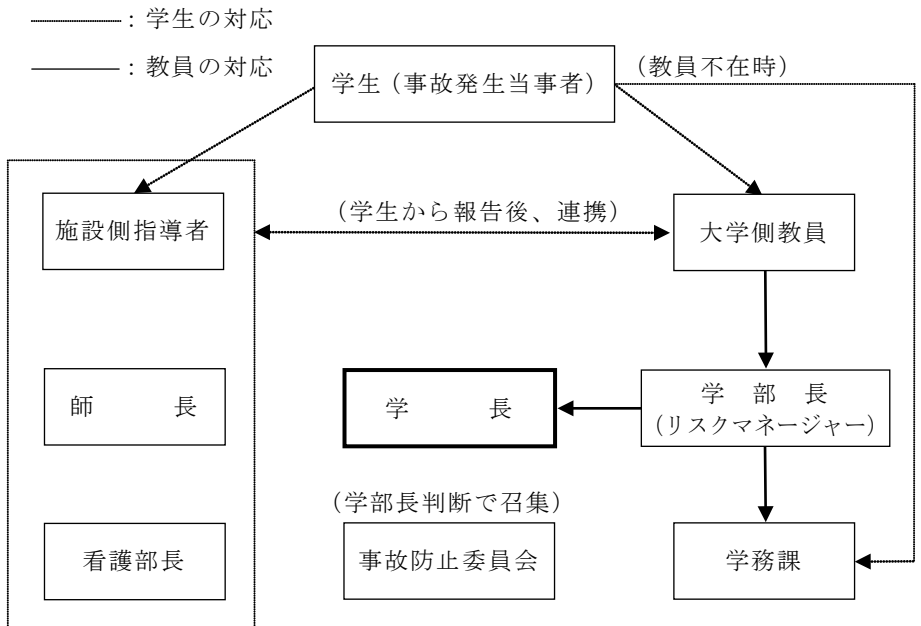 ：学生の対応
：教員の対応
学生（事故発生当事者）
（教員不在時）
施設側指導者
（学生から報告後、連携）
大学側教員
師　　長
学　　長
学　部　長
（リスクマネージャー）
（学部長判断で召集）
看護部長
事故防止委員会
学務課